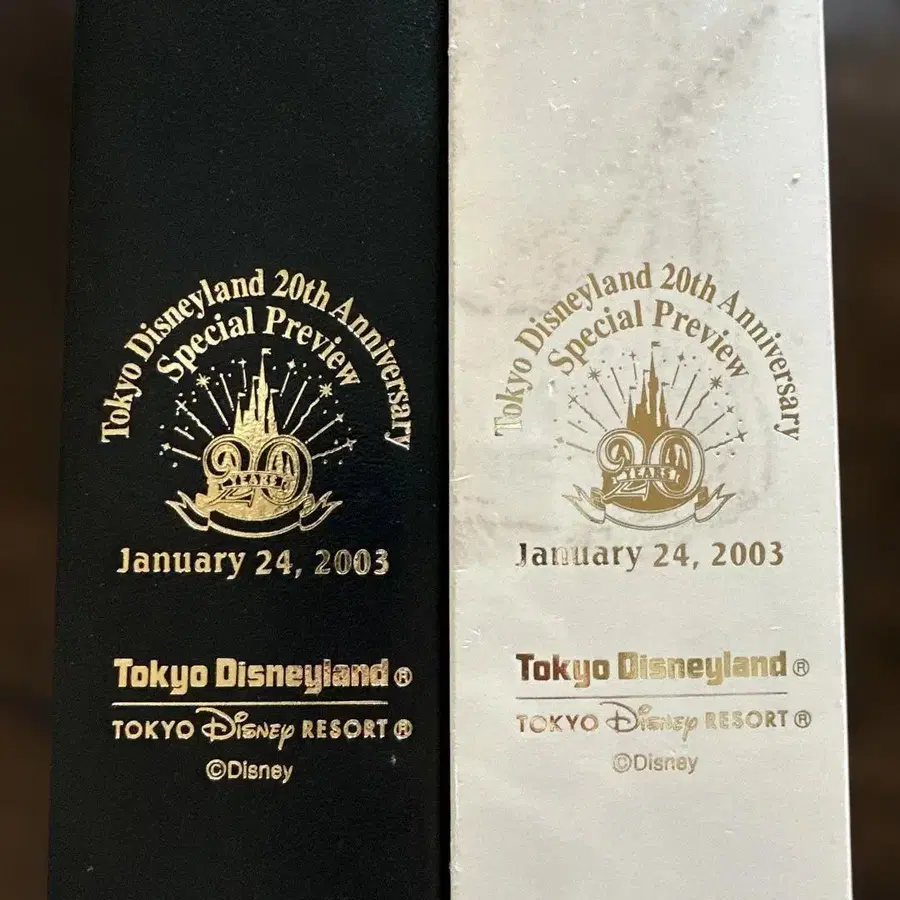 Tokyo Disneyland 20th Anniversary
Special Preview
20
YEARS
January 24, 2003
Tokyo Disneyland®
TOKYO Disney RESORT®
©Disney
Tokyo Disneyland 20th Anniversary
Special Preview
20
YEARS
January 24, 2003
Tokyo Disneyland®
TOKYO Disney RESORT®
©Disney